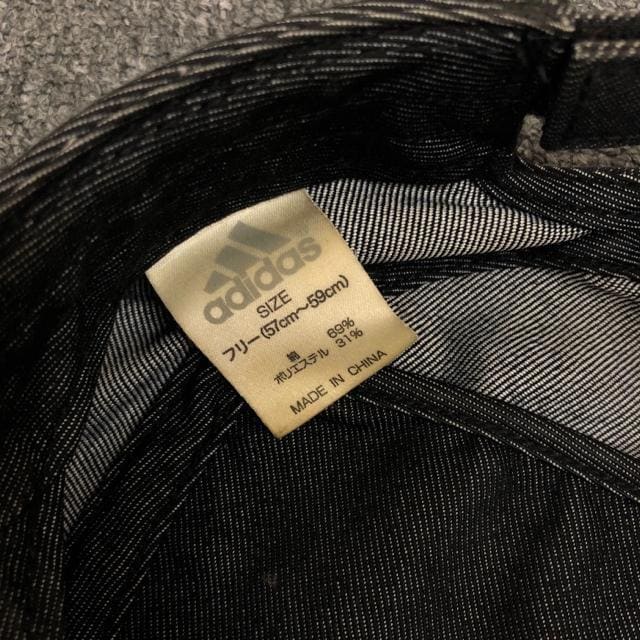 adidas
SIZE
フリー(57cm～59cm)
綿 69%
ポリエステル 31%
MADE IN CHINA